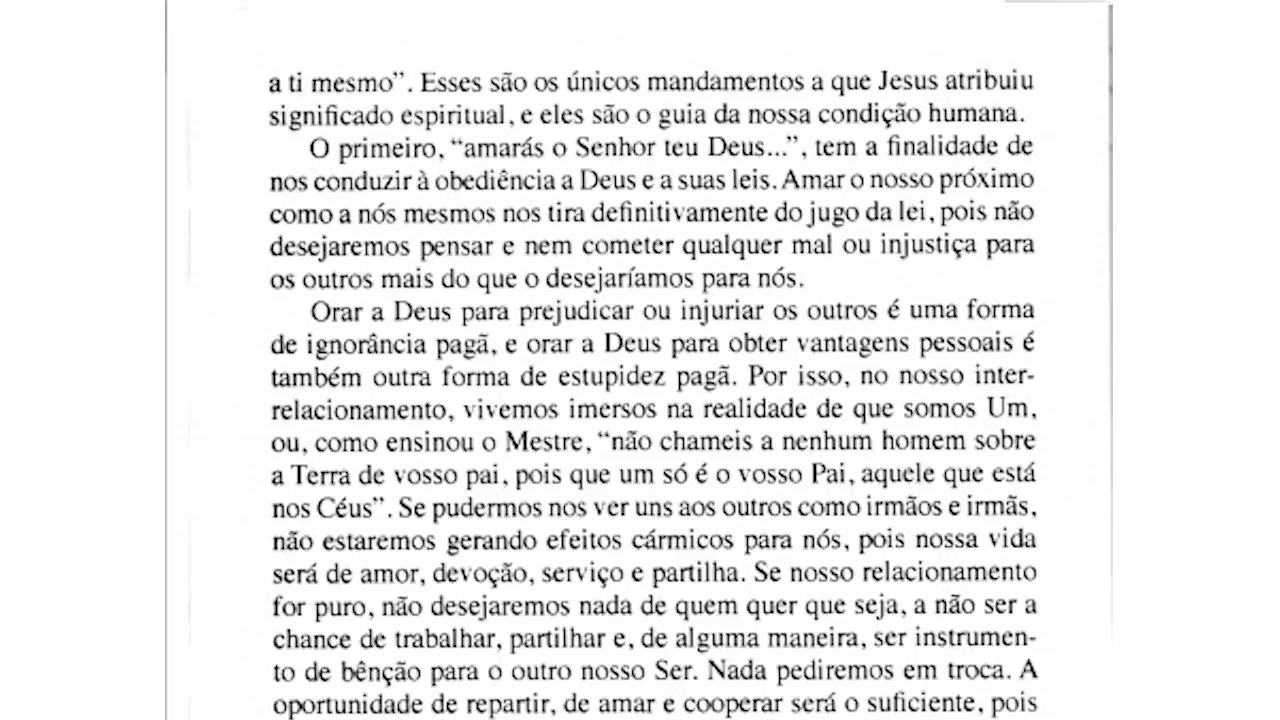 a ti mesmo”. Esses são os únicos mandamentos a que Jesus atribuiu
significado espiritual, e eles são o guia da nossa condição humana.
O primeiro, “amarás o Senhor teu Deus...”, tem a finalidade de
nos conduzir à obediência a Deus e a suas leis. Amar o nosso próximo
como a nós mesmos nos tira definitivamente do jugo da lei, pois não
desejaremos pensar e nem cometer qualquer mal ou injustiça para
os outros mais do que o desejaríamos para nós.
Orar a Deus para prejudicar ou injuriar os outros é uma forma
de ignorância pagã, e orar a Deus para obter vantagens pessoais é
também outra forma de estupidez pagã. Por isso, no nosso inter-
relacionamento, vivemos imersos na realidade de que somos Um,
ou, como ensinou o Mestre, “não chameis a nenhum homem sobre
a Terra de vosso pai, pois que um só é o vosso Pai, aquele que está
nos Céus”. Se pudermos nos ver uns aos outros como irmãos e irmãs,
não estaremos gerando efeitos cármicos para nós, pois nossa vida
será de amor, devoção, serviço e partilha. Se nosso relacionamento
for puro, não desejaremos nada de quem quer que seja, a não ser a
chance de trabalhar, partilhar e, de alguma maneira, ser instrumen-
to de bênção para o outro nosso Ser. Nada pediremos em troca. A
oportunidade de repartir, de amar e cooperar será o suficiente, pois